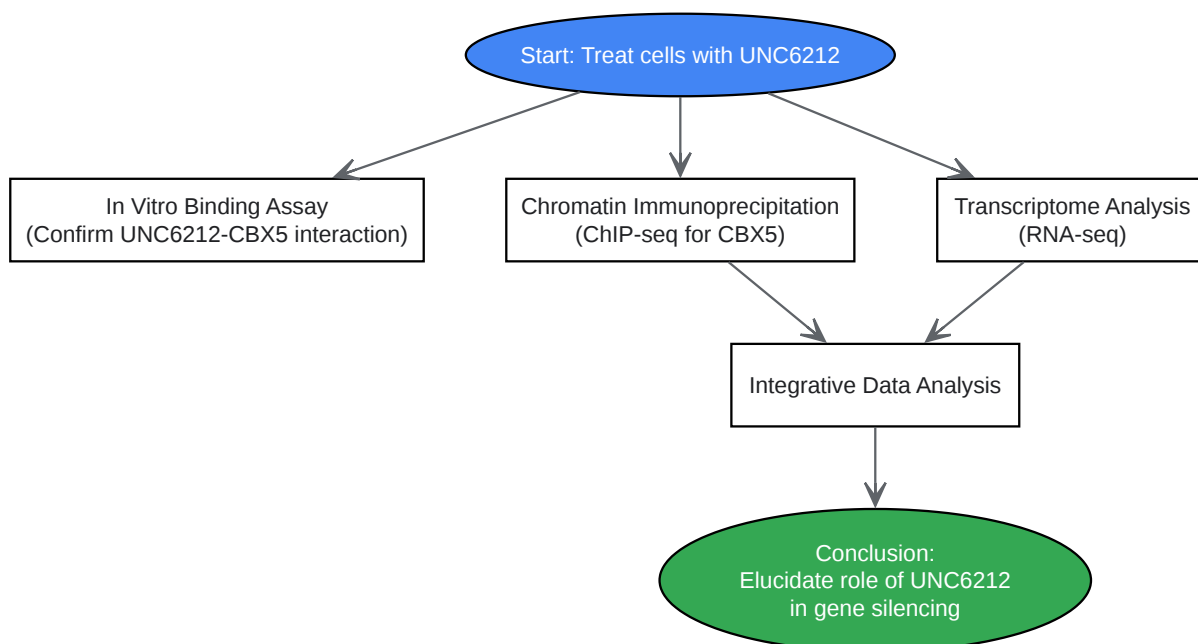 Start: Treat cells with UNC6212
In Vitro Binding Assay
(Confirm UNC6212-CBX5 interaction)
Chromatin Immunoprecipitation
(ChIP-seq for CBX5)
Transcriptome Analysis
(RNA-seq)
Integrative Data Analysis
Conclusion:
Elucidate role of UNC6212
in gene silencing